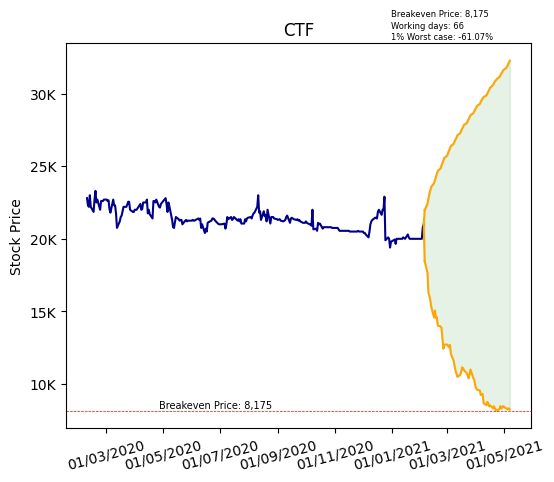 Breakeven Price: 8,175
Working days: 66
1% Worst case: -61.07%
CTF
Stock Price
30K
25K
20K
15K
10K
Breakeven Price: 8,175
01/03/2020
01/05/2020
01/07/2020
01/09/2020
01/11/2020
01/01/2021
01/03/2021
01/05/2021